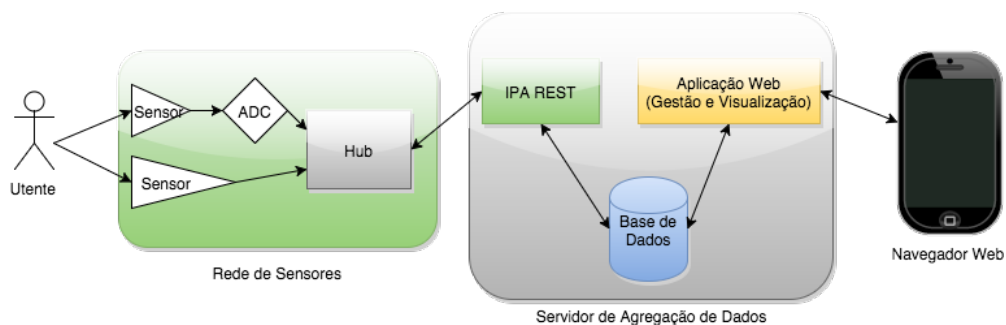 Utente
Sensor
ADC
Sensor
Hub
Rede de Sensores
IPA REST
Aplicação Web
(Gestão e Visualização)
Base de
Dados
Servidor de Agregação de Dados
Navegador Web